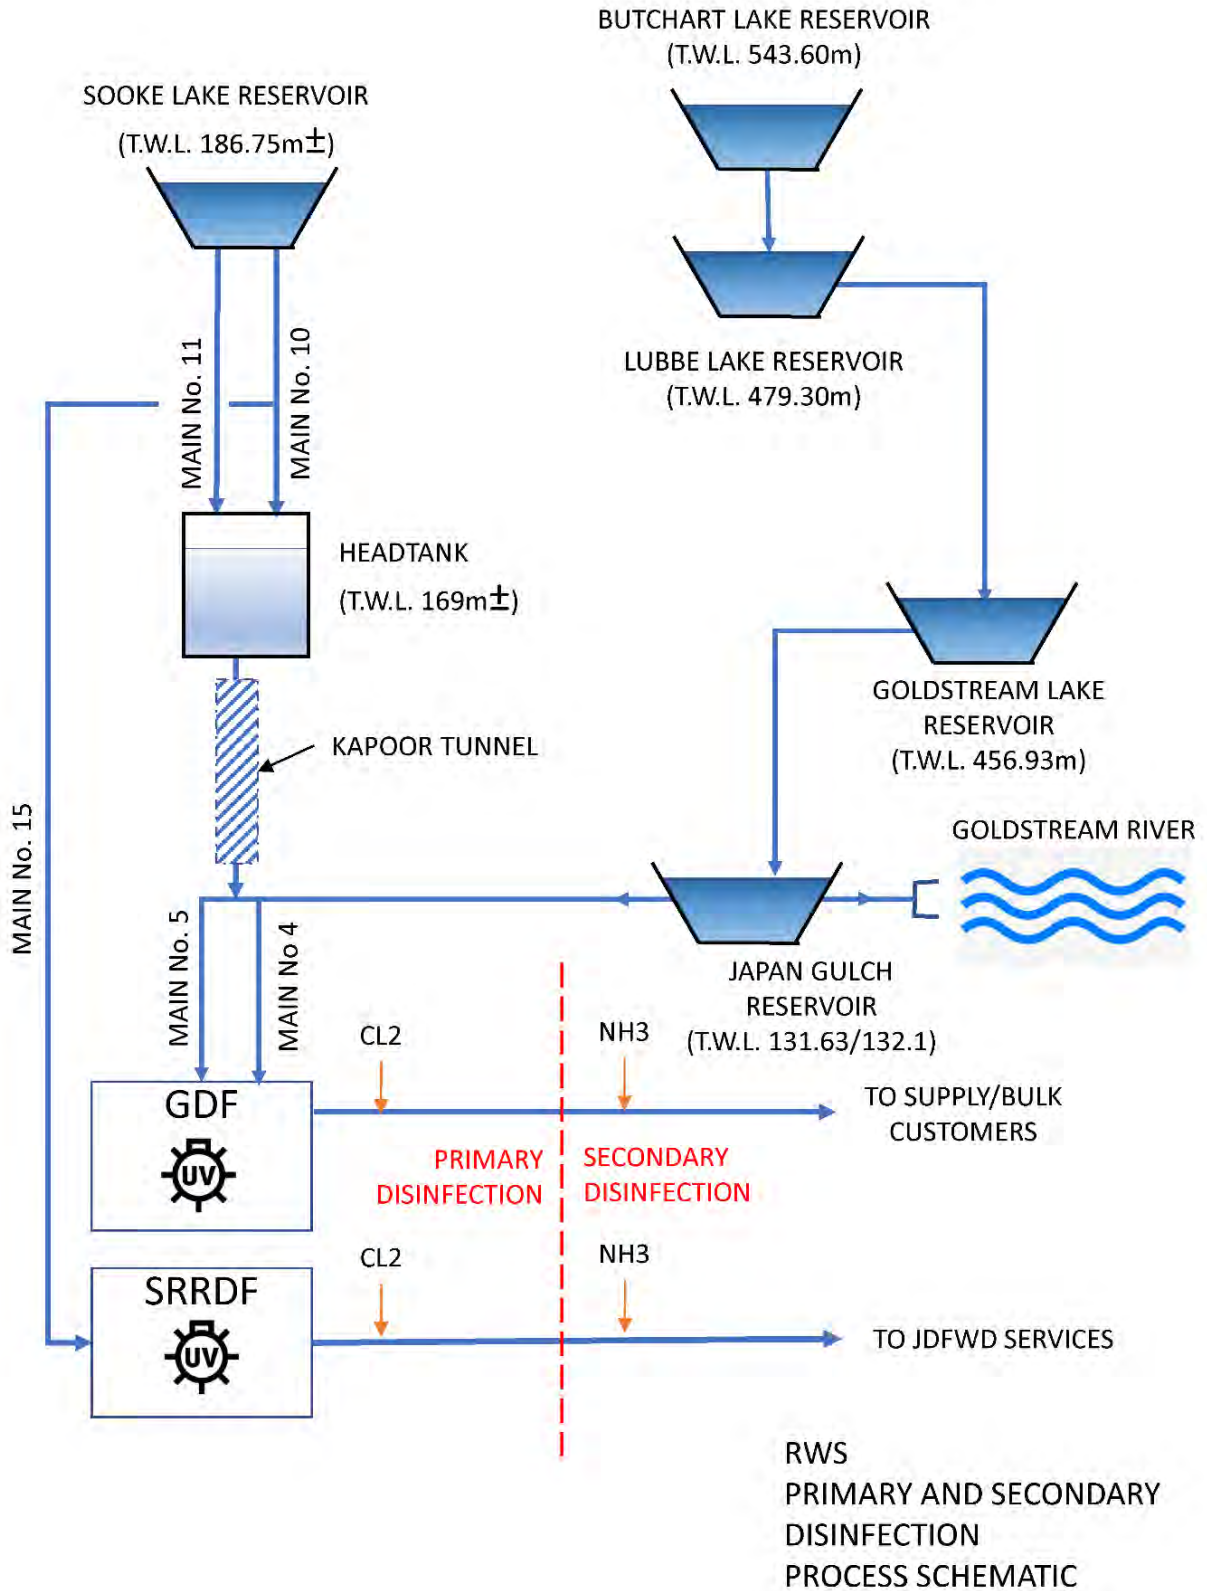 BUTCHART LAKE RESERVOIR
(T.W.L. 543.60m)
SOOKE LAKE RESERVOIR
(T.W.L. 186.75m±)
LUBBE LAKE RESERVOIR
(T.W.L. 479.30m)
MAIN No. 11
MAIN No. 10
HEADTANK
(T.W.L. 169m±)
GOLDSTREAM LAKE
RESERVOIR
(T.W.L. 456.93m)
KAPOOR TUNNEL
MAIN No. 15
GOLDSTREAM RIVER
MAIN No. 5
MAIN No 4
JAPAN GULCH
RESERVOIR
(T.W.L. 131.63/132.1)
CL2
NH3
GDF
UV
TO SUPPLY/BULK
CUSTOMERS
PRIMARY
DISINFECTION
SECONDARY
DISINFECTION
CL2
NH3
SRRDF
UV
TO JDFWD SERVICES
RWS
PRIMARY AND SECONDARY
DISINFECTION
PROCESS SCHEMATIC